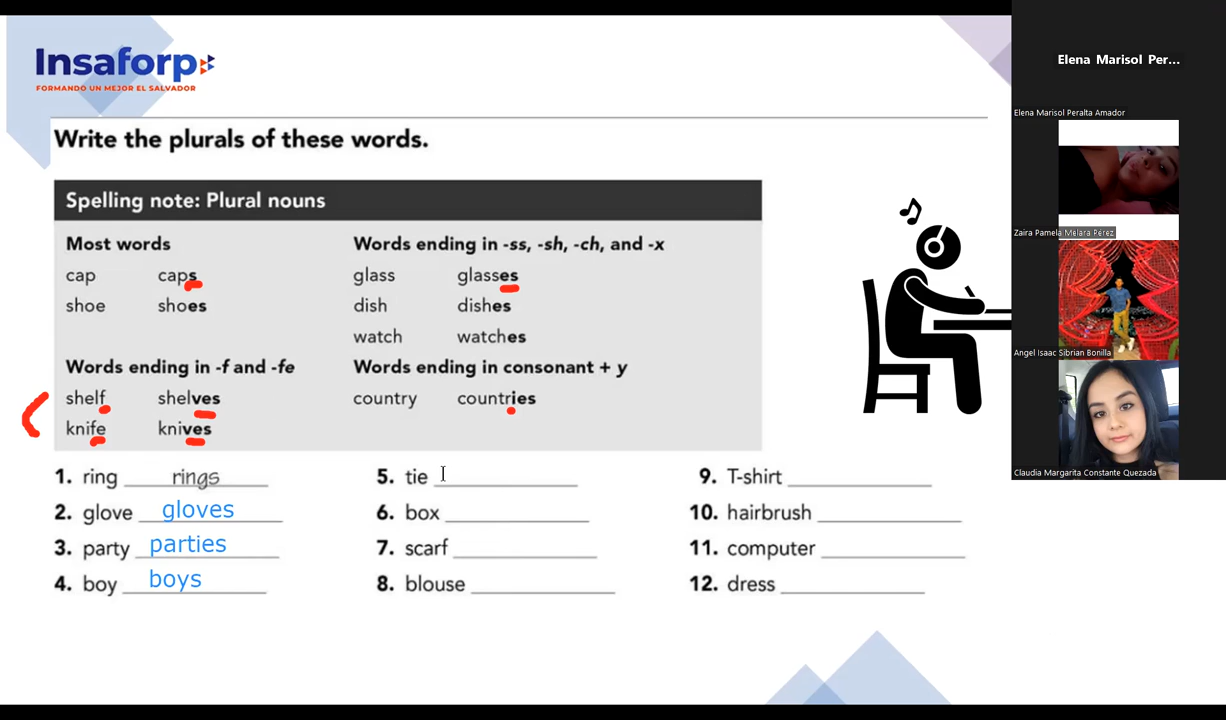 Insaforp
FORMANDO UN MEJOR EL SALVADOR
Write the plurals of these words.
Spelling note: Plural nouns
Most words
cap caps
shoe shoes
Words ending in -f and -fe
shelf shelves
knife knives
Words ending in -ss, -sh, -ch, and -x
glass glasses
dish dishes
watch watches
Words ending in consonant + y
country countries
1. ring rings
2. glove gloves
3. party parties
4. boy boys
5. tie
6. box
7. scarf
8. blouse
9. T-shirt
10. hairbrush
11. computer
12. dress
Elena Marisol Per...
Elena Marisol Peralta Amador
Zaira Pamela Melara Pérez
Angel Isaac Sibrian Bonilla
Claudia Margarita Constante Quezada